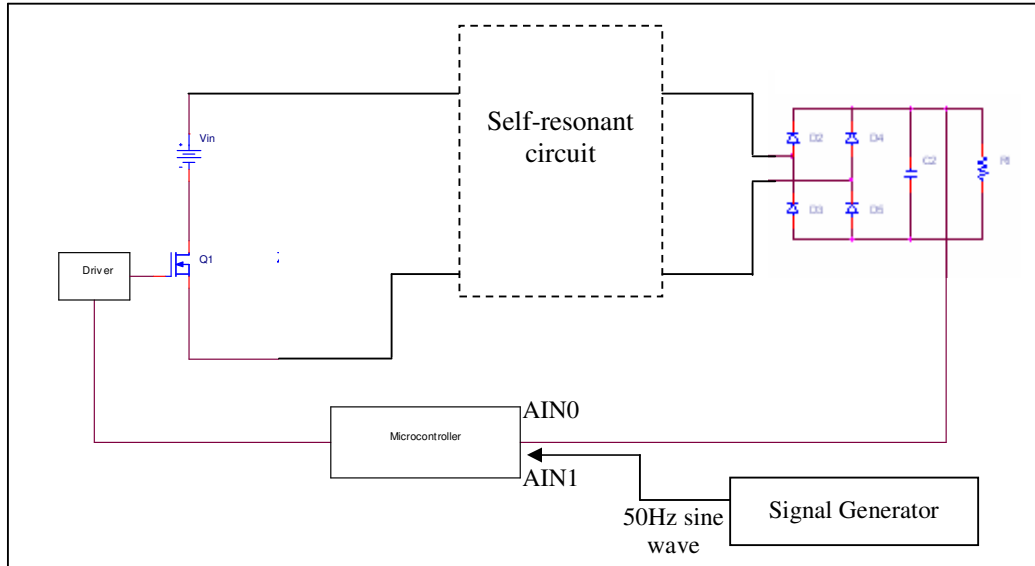 Self-resonant
circuit
Vin
D2
D4
C2
Rl
D3
D5
Q1
Driver
AIN0
Microcontroller
AIN1
50Hz sine
wave
Signal Generator